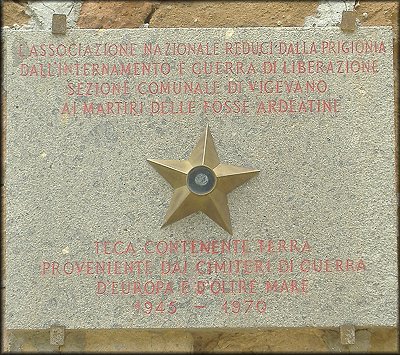 L'ASSOCIAZIONE NAZIONALE REDUCI DALLA PRIGIONIA
DALL'INTERNAMENTO E GUERRA DI LIBERAZIONE
SEZIONE COMUNALE DI VIGEVANO
AI MARTIRI DELLE FOSSE ARDEATINE
TECA CONTENENTE TERRA
PROVENIENTE DAI CIMITERI DI GUERRA
D'EUROPA E D'OLTRE MARE
1945 - 1970